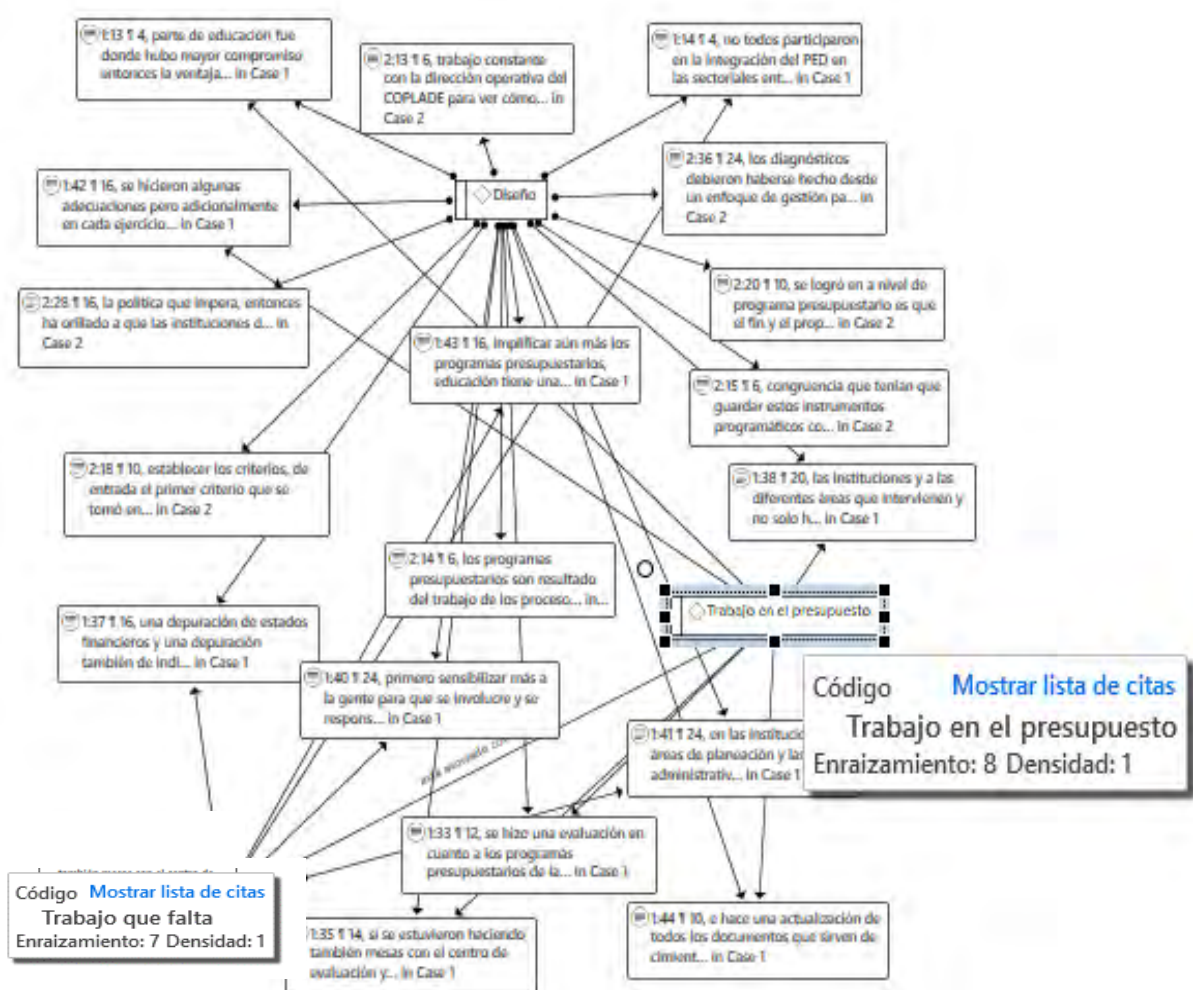 1:13 ¶ 4, parte de educación fue
donde hubo mayor compromiso
entonces la ventaja... in Case 1
2:13 ¶ 6, trabajo constante
con la dirección operativa del
COPLADE para ver cómo... in
Case 2
1:14 ¶ 4, no todos participaron
en la integración del PED en
las sectoriales ent... in Case 1
1:42 ¶ 16, se hicieron algunas
adecuaciones pero adicionalmente
en cada ejercicio... in Case 1
Diseño
2:36 ¶ 24, los diagnósticos
debieron haberse hecho desde
un enfoque de gestión pa... in
Case 2
2:28 ¶ 16, la política que impera, entonces
ha orillado a que las instituciones d... in
Case 2
2:20 ¶ 10, se logró en a nivel de
programa presupuestario es que
el fin y el prop... in Case 2
1:43 ¶ 16, implificar aún más los
programas presupuestarios,
educación tiene una... in Case 1
2:15 ¶ 6, congruencia que tenían que
guardar estos instrumentos
programáticos co... in Case 2
2:18 ¶ 10, establecer los criterios, de
entrada el primer criterio que se
tomó en... in Case 2
1:38 ¶ 20, las instituciones y a las
diferentes áreas que intervienen y
no solo h... in Case 1
2:14 ¶ 6, los programas
presupuestarios son resultado
del trabajo de los proceso... in...
Trabajo en el presupuesto
1:37 ¶ 16, una depuración de estados
financieros y una depuración
también de indi... in Case 1
1:40 ¶ 24, primero sensibilizar más a
la gente para que se involucre y se
respons... in Case 1
Código Mostrar lista de citas
Trabajo en el presupuesto
Enraizamiento: 8 Densidad: 1
1:41 ¶ 24, en las institucio
áreas de planeación y las
administrativ... in Case 1
está asociado con
1:33 ¶ 12, se hizo una evaluación en
cuanto a los programas
presupuestarios de la... in Case 1
Código Mostrar lista de citas
Trabajo que falta
Enraizamiento: 7 Densidad: 1
1:35 ¶ 14, si se estuvieron haciendo
también mesas con el centro de
evaluación y... in Case 1
1:44 ¶ 10, e hace una actualización de
todos los documentos que sirven de
cimient... in Case 1